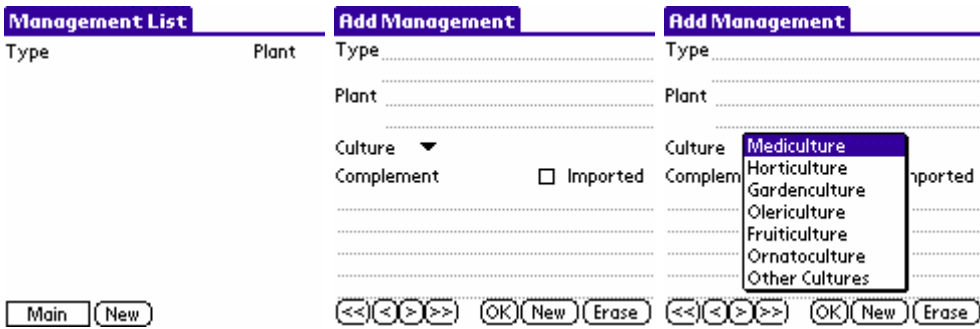 Management List
Type Plant
Main New
Add Management
Type
Plant
Culture
Complement Imported
<< < > >> OK New Erase
Add Management
Type
Plant
Culture Mediculture
Horticulture
Complem mported
Gardenculture
Olericulture
Fruiticulture
Ornatoculture
Other Cultures
<< < > >> OK New Erase